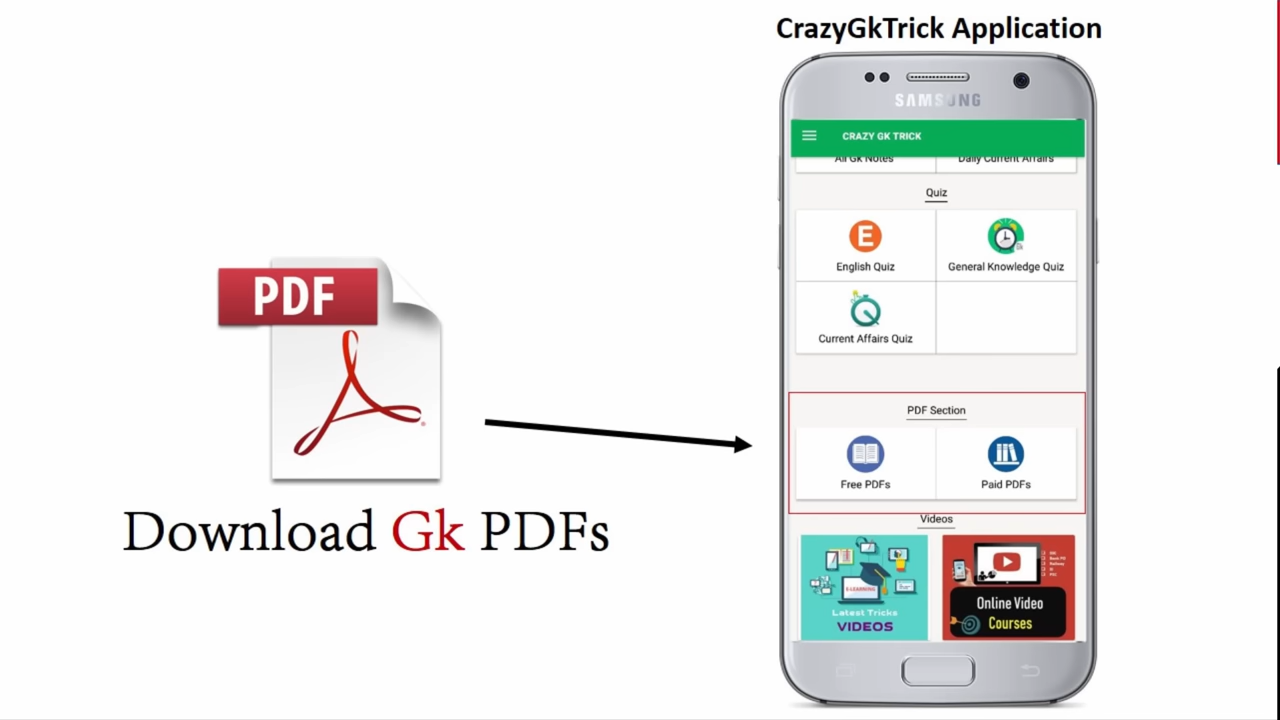 CrazyGkTrick Application
SAMSUNG
CRAZY GK TRICK
All Gk Notes
Daily Current Affairs
Quiz
E
English Quiz
General Knowledge Quiz
Current Affairs Quiz
PDF Section
Free PDFs
Paid PDFs
Videos
E-LEARNING
Latest Tricks
VIDEOS
Online Video
Courses
PDF
Download Gk PDFs